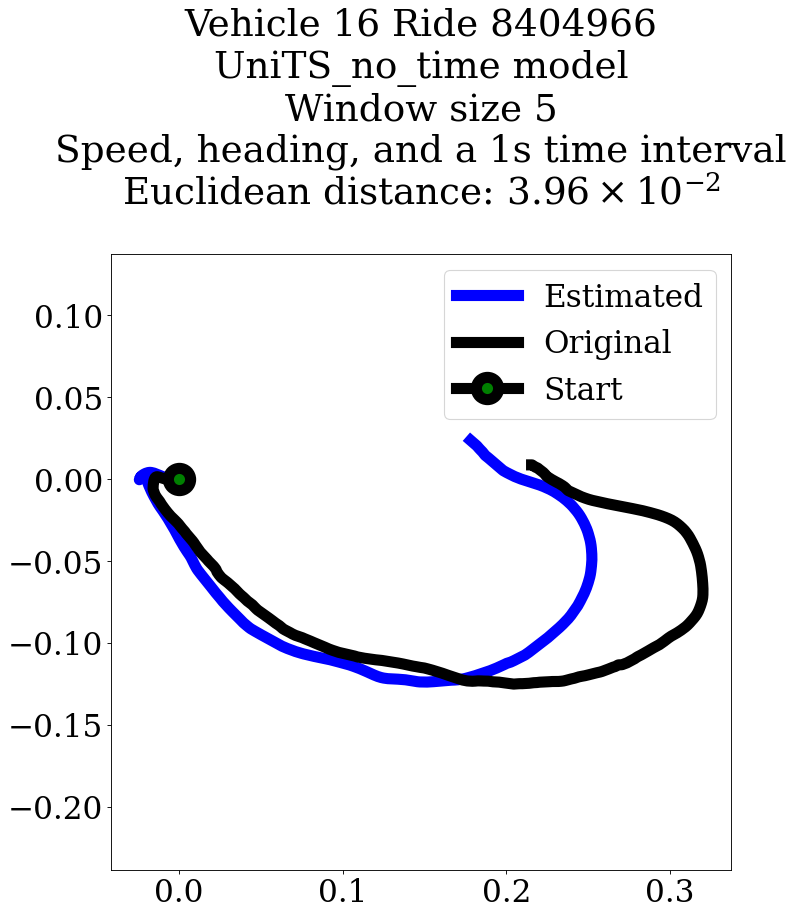 Vehicle 16 Ride 8404966
UniTS_no_time model
Window size 5
Speed, heading, and a 1s time interval
Euclidean distance: 3.96 × 10⁻²
Estimated
Original
Start
0.10
0.05
0.00
−0.05
−0.10
−0.15
−0.20
0.0 0.1 0.2 0.3